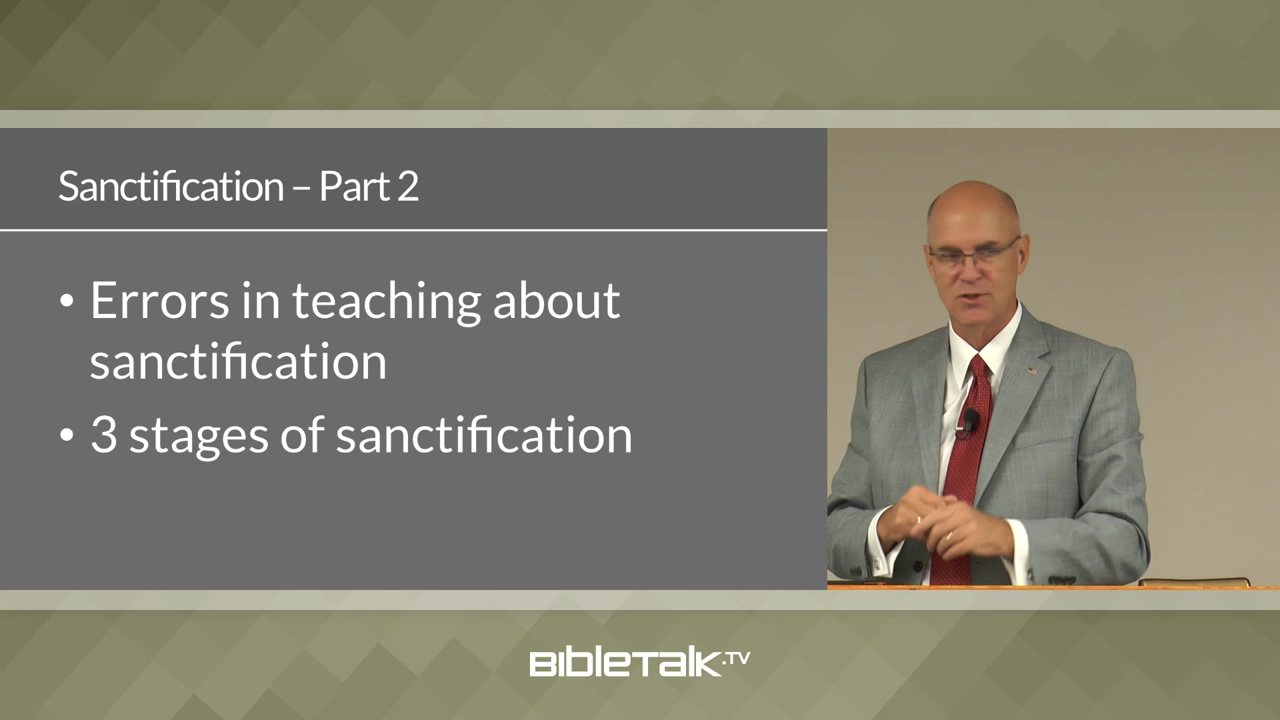 Sanctification – Part 2
• Errors in teaching about
sanctification
• 3 stages of sanctification
BibleTalk.TV